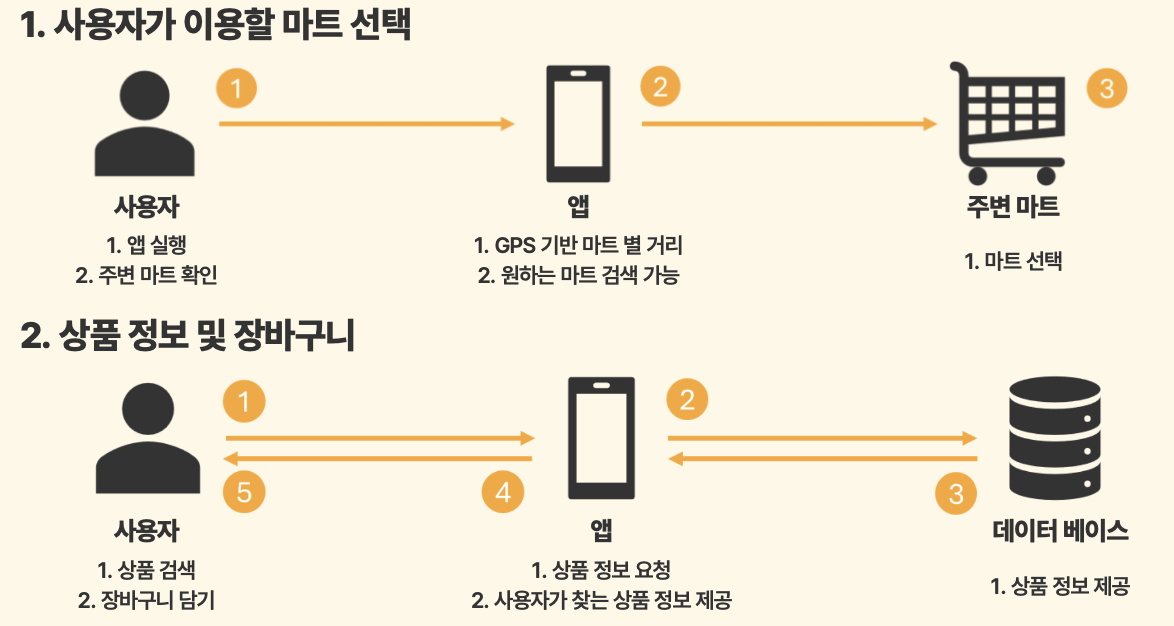 1. 사용자가 이용할 마트 선택
1
2
3
사용자
앱
주변 마트
1. 앱 실행
2. 주변 마트 확인
1. GPS 기반 마트 별 거리
2. 원하는 마트 검색 가능
1. 마트 선택
2. 상품 정보 및 장바구니
1
2
5
4
3
사용자
앱
데이터 베이스
1. 상품 검색
2. 장바구니 담기
1. 상품 정보 요청
2. 사용자가 찾는 상품 정보 제공
1. 상품 정보 제공